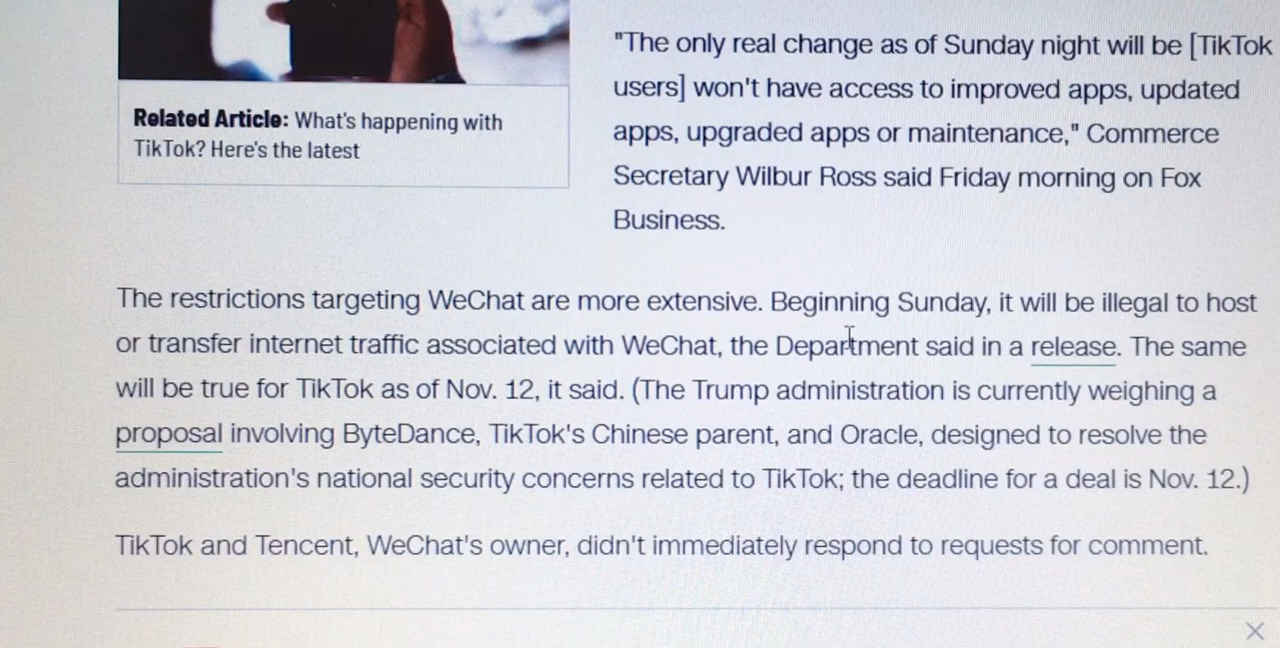 Related Article: What's happening with
TikTok? Here's the latest
"The only real change as of Sunday night will be [TikTok
users] won't have access to improved apps, updated
apps, upgraded apps or maintenance," Commerce
Secretary Wilbur Ross said Friday morning on Fox
Business.
The restrictions targeting WeChat are more extensive. Beginning Sunday, it will be illegal to host
or transfer internet traffic associated with WeChat, the Department said in a release. The same
will be true for TikTok as of Nov. 12, it said. (The Trump administration is currently weighing a
proposal involving ByteDance, TikTok's Chinese parent, and Oracle, designed to resolve the
administration's national security concerns related to TikTok; the deadline for a deal is Nov. 12.)
TikTok and Tencent, WeChat's owner, didn't immediately respond to requests for comment.